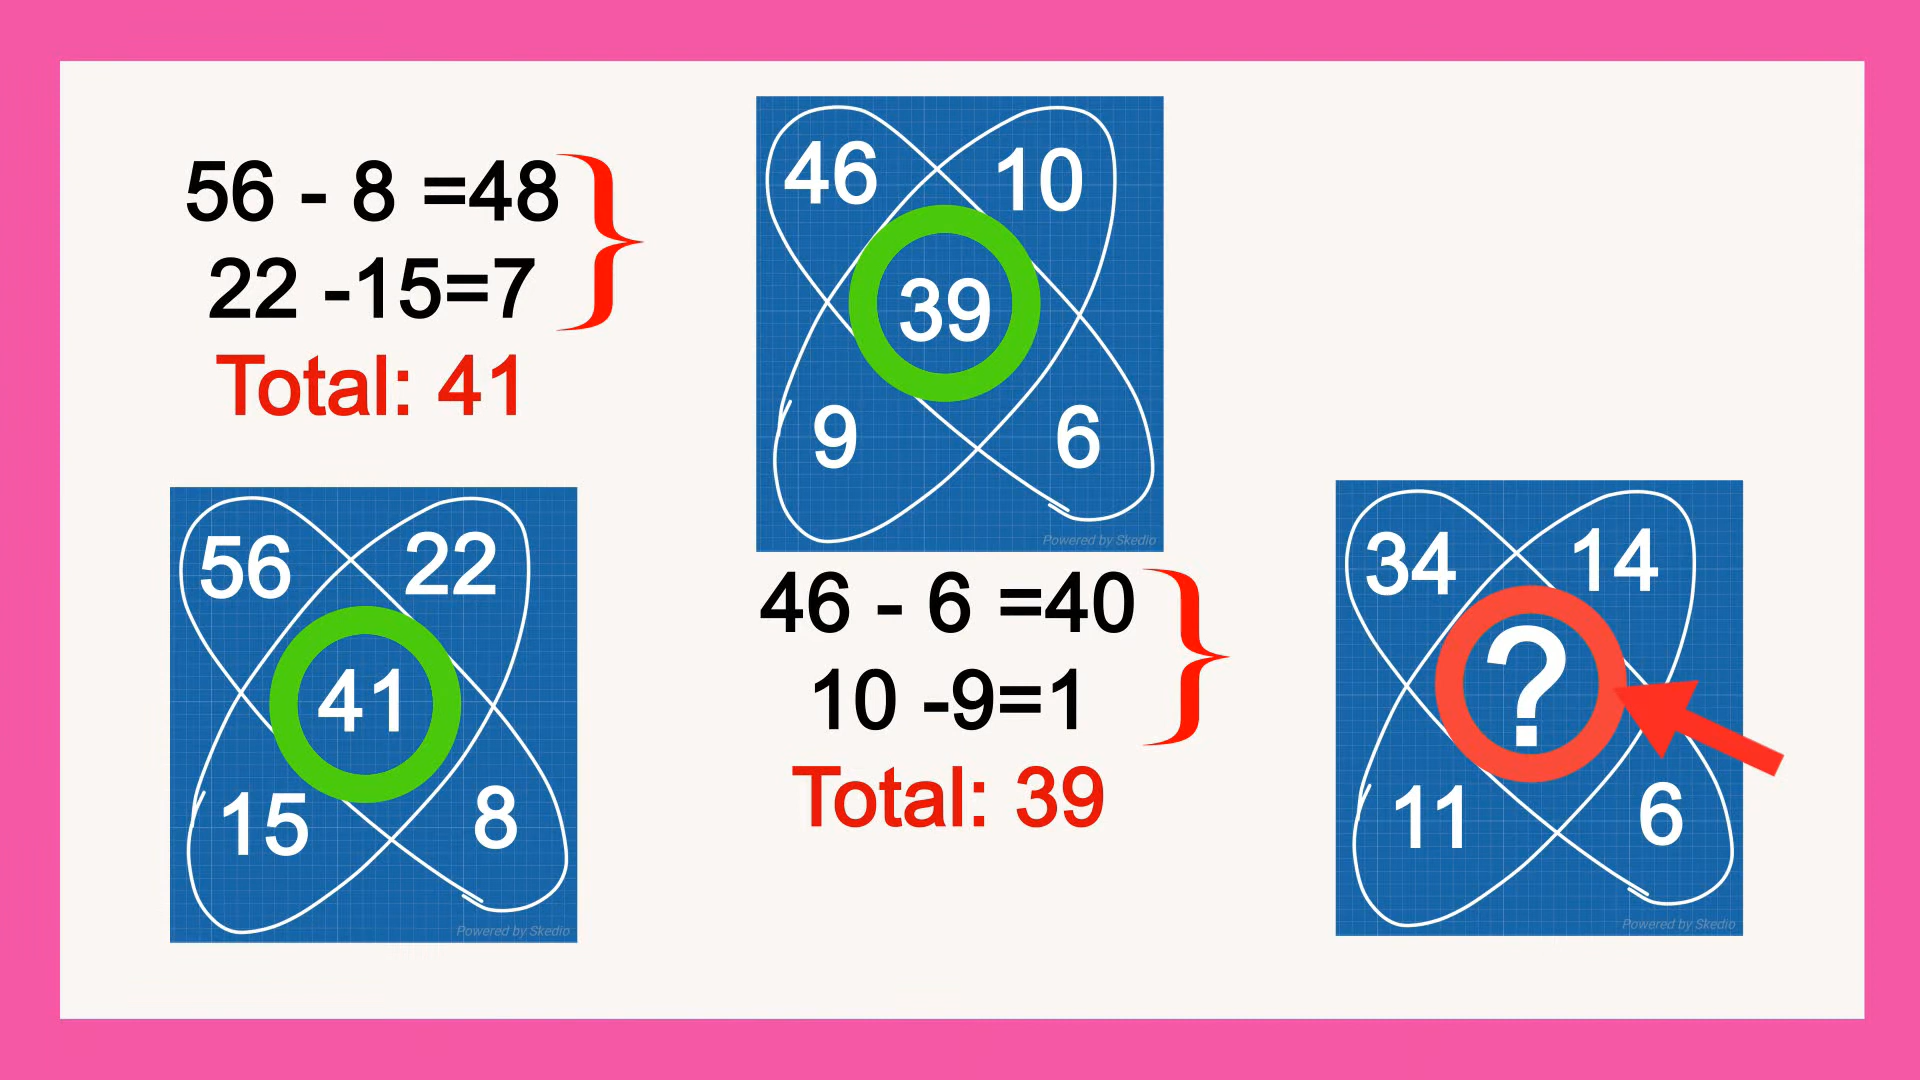 56 - 8 =48
22 -15=7
Total: 41
56 22
41
15 8
Powered by Skedio
46 10
39
9 6
Powered by Skedio
46 - 6 =40
10 -9=1
Total: 39
34 14
?
11 6
Powered by Skedio